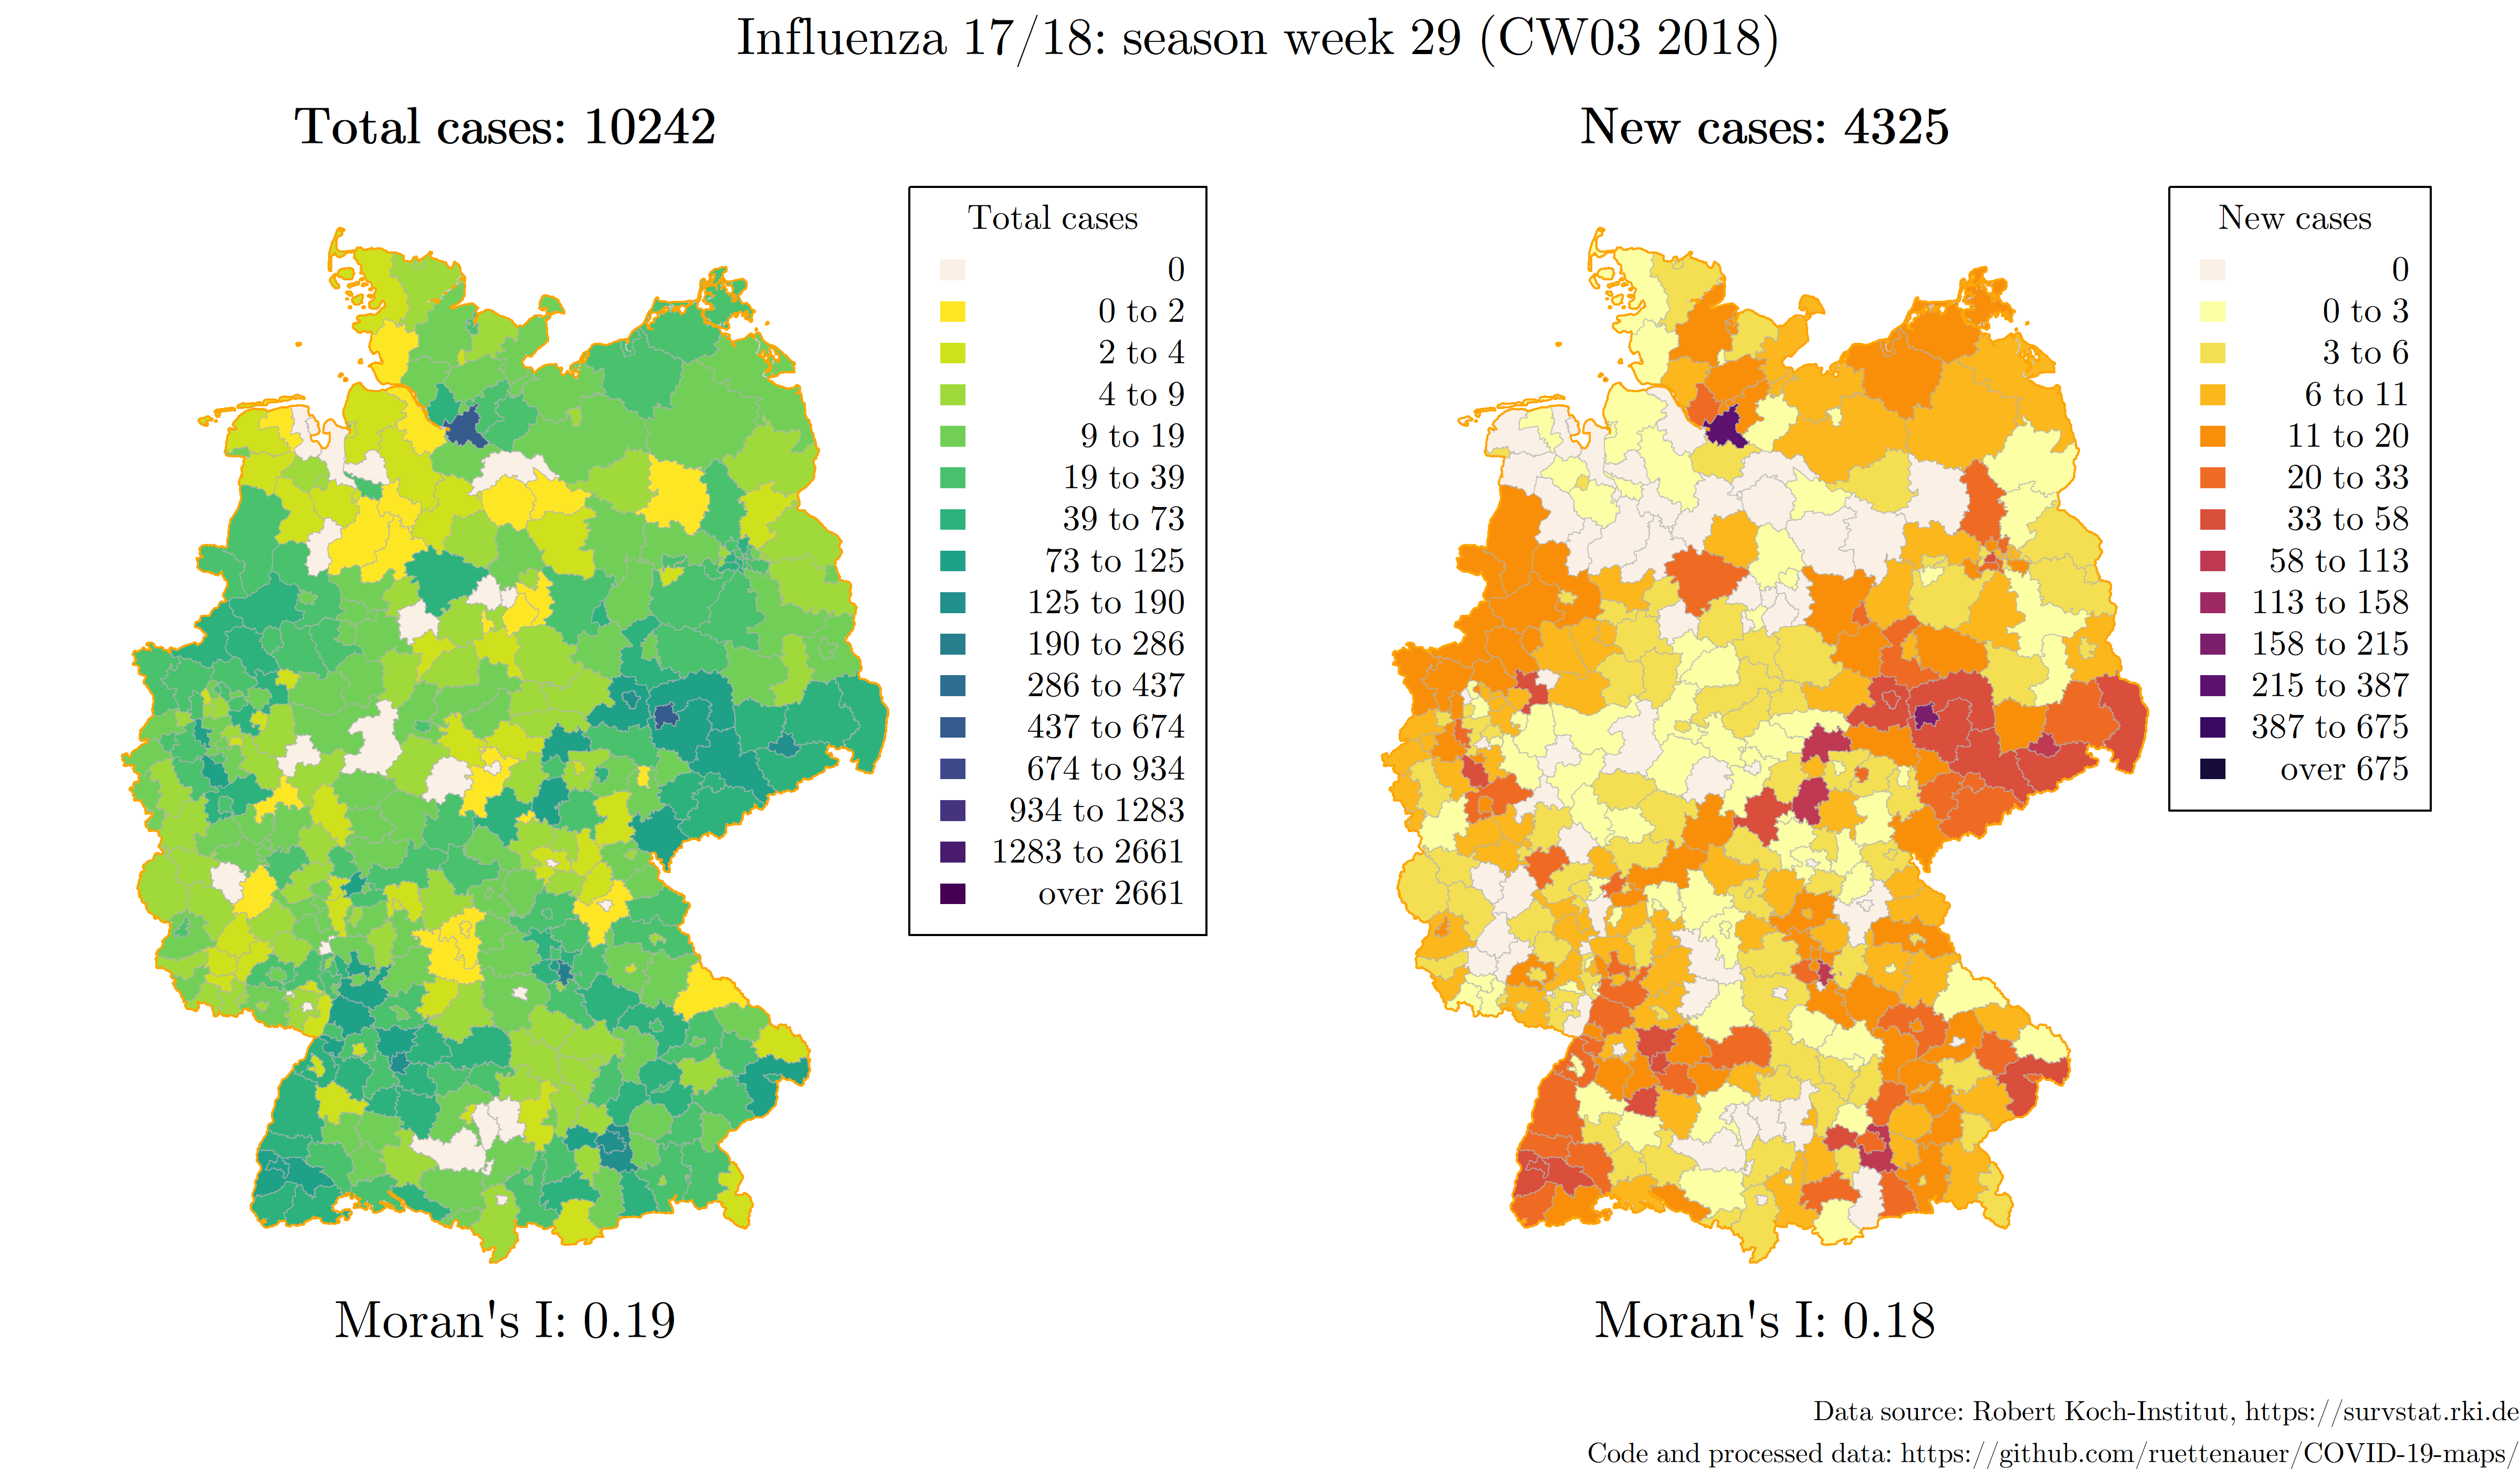 Influenza 17/18: season week 29 (CW03 2018)
Total cases: 10242
Total cases
0
0 to 2
2 to 4
4 to 9
9 to 19
19 to 39
39 to 73
73 to 125
125 to 190
190 to 286
286 to 437
437 to 674
674 to 934
934 to 1283
1283 to 2661
over 2661
Moran's I: 0.19
New cases: 4325
New cases
0
0 to 3
3 to 6
6 to 11
11 to 20
20 to 33
33 to 58
58 to 113
113 to 158
158 to 215
215 to 387
387 to 675
over 675
Moran's I: 0.18
Data source: Robert Koch-Institut, https://survstat.rki.de
Code and processed data: https://github.com/ruettenauer/COVID-19-maps/